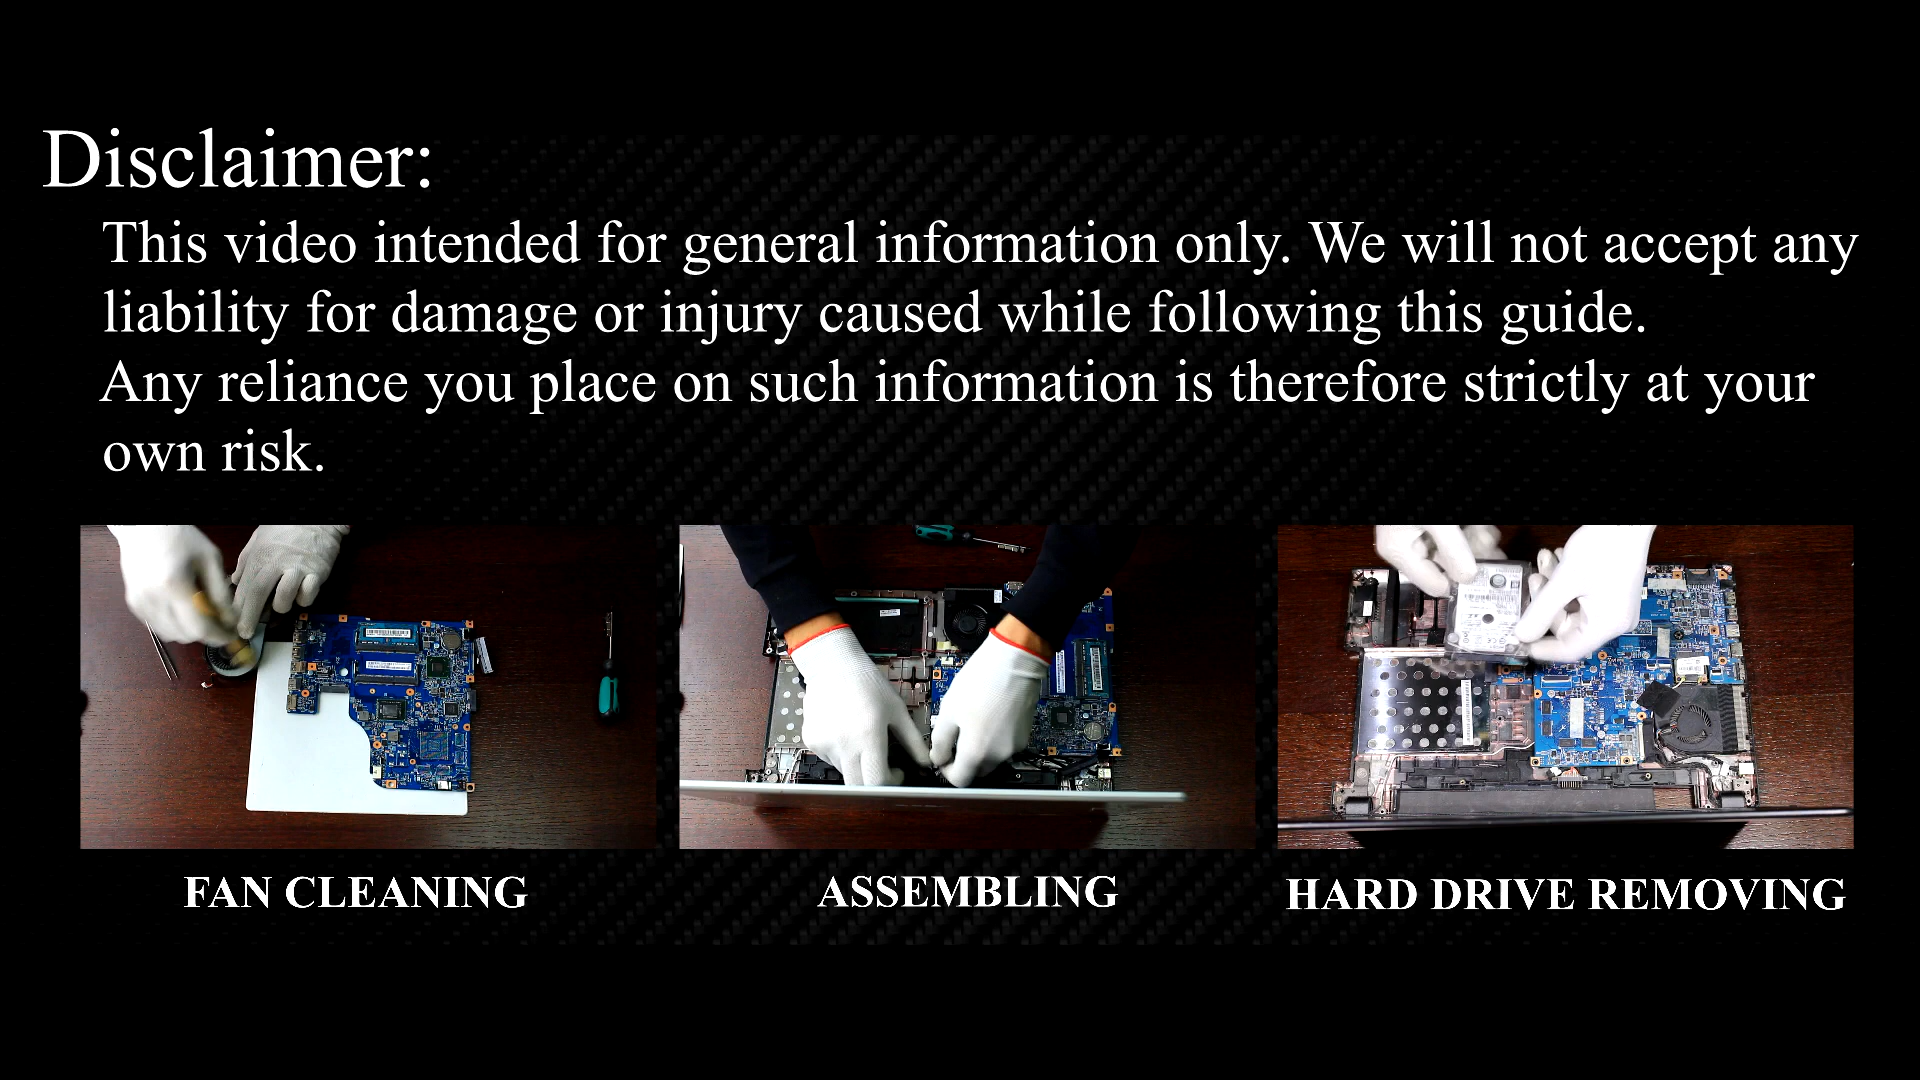 Disclaimer:
This video intended for general information only. We will not accept any
liability for damage or injury caused while following this guide.
Any reliance you place on such information is therefore strictly at your
own risk.
FAN CLEANING
ASSEMBLING
HARD DRIVE REMOVING